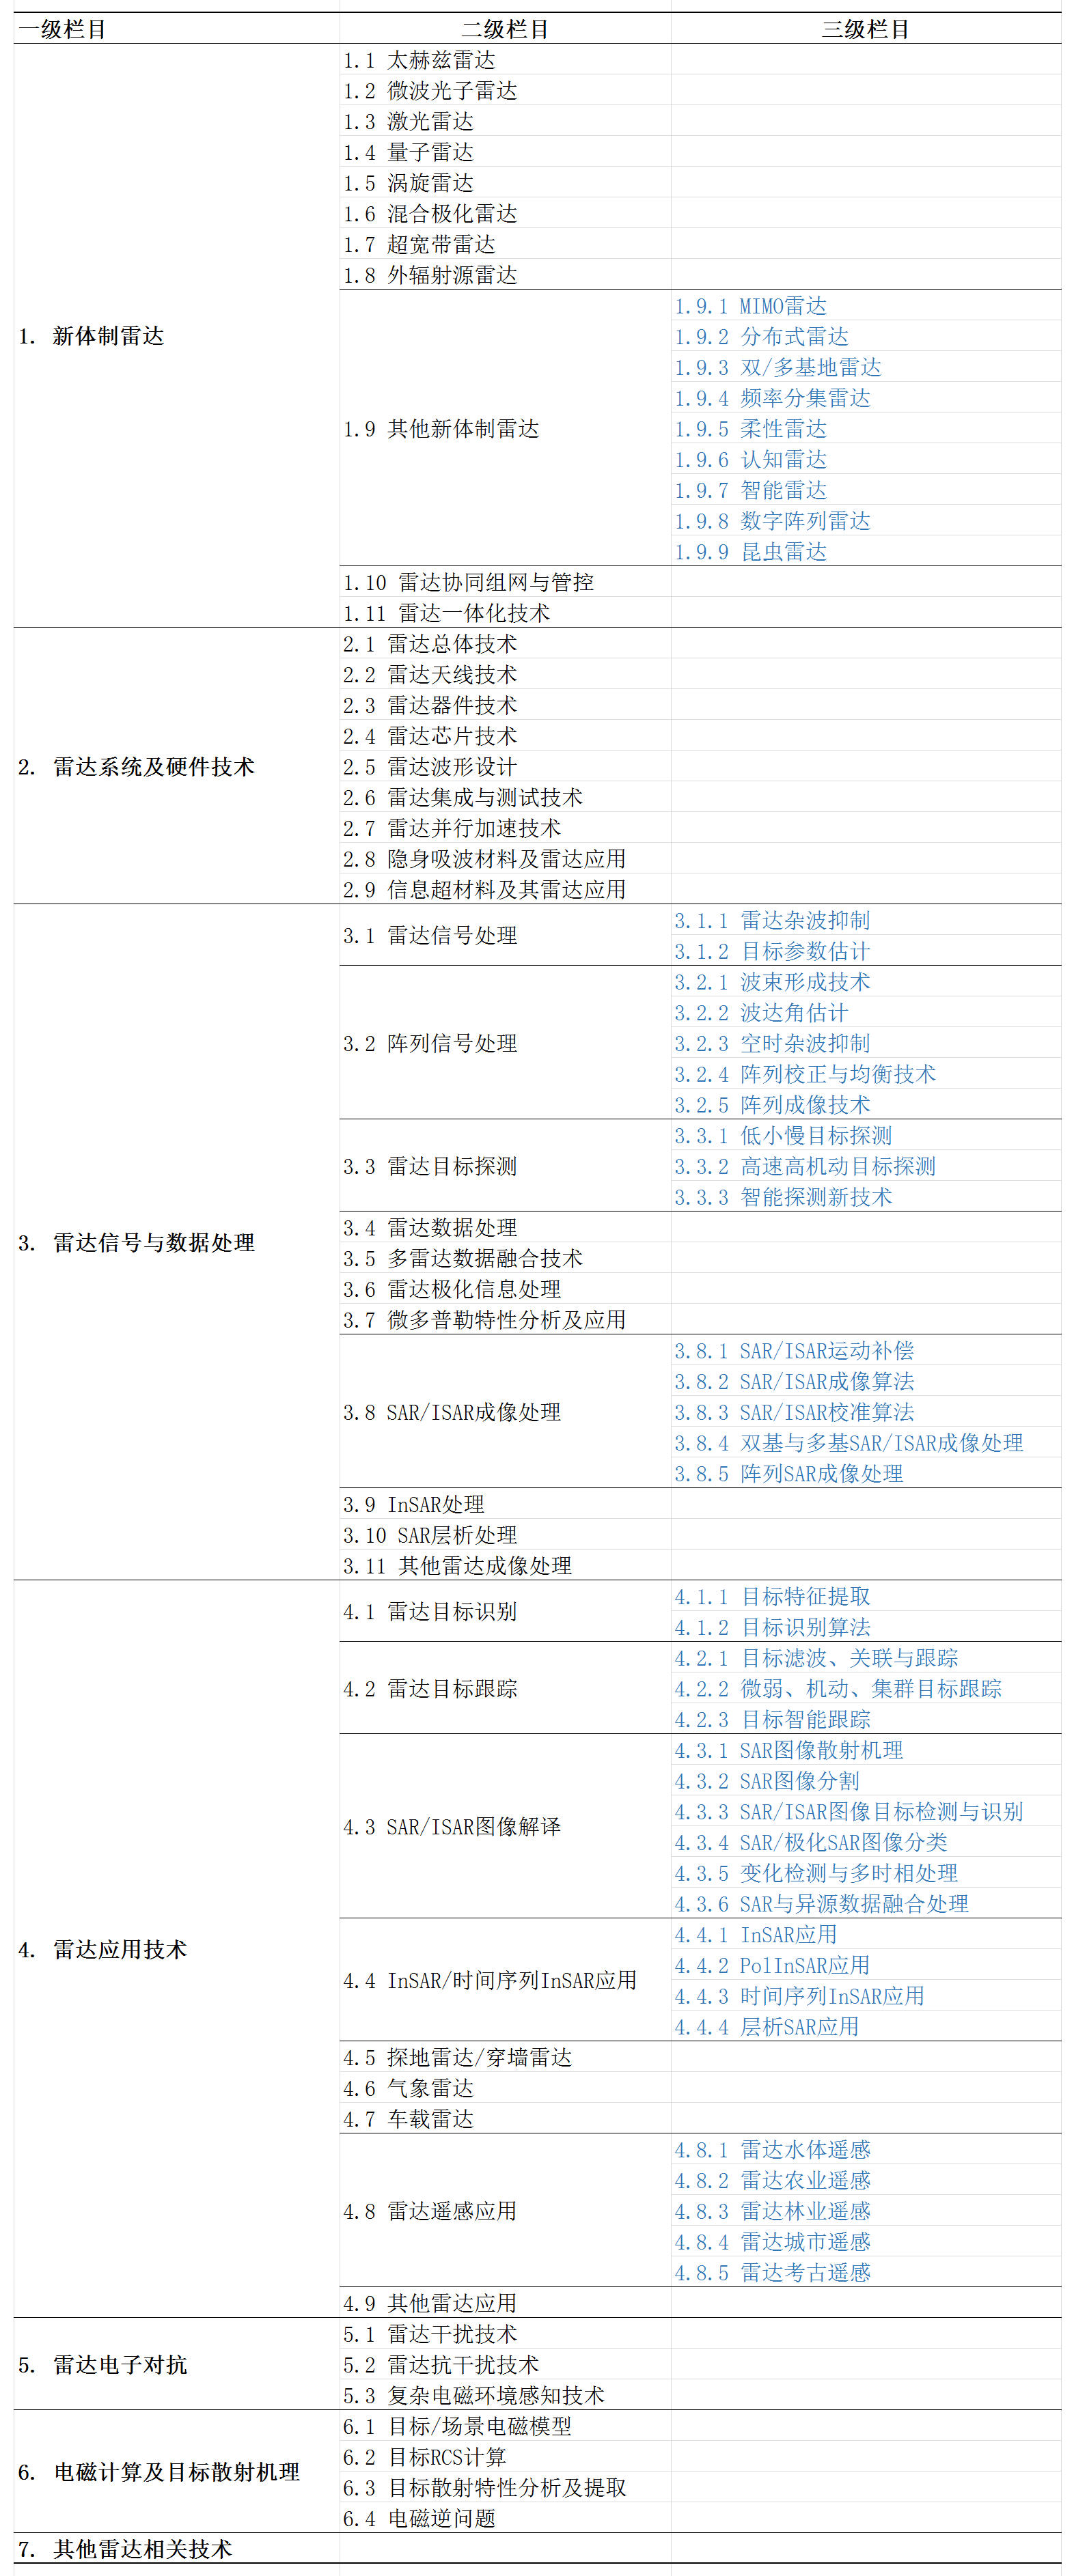 一级栏目 二级栏目 三级栏目
1.1 太赫兹雷达
1.2 微波光子雷达
1.3 激光雷达
1.4 量子雷达
1.5 涡旋雷达
1.6 混合极化雷达
1.7 超宽带雷达
1.8 外辐射源雷达
1. 新体制雷达
1.9 其他新体制雷达
1.9.1 MIMO雷达
1.9.2 分布式雷达
1.9.3 双/多基地雷达
1.9.4 频率分集雷达
1.9.5 柔性雷达
1.9.6 认知雷达
1.9.7 智能雷达
1.9.8 数字阵列雷达
1.9.9 昆虫雷达
1.10 雷达协同组网与管控
1.11 雷达一体化技术
2. 雷达系统及硬件技术
2.1 雷达总体技术
2.2 雷达天线技术
2.3 雷达器件技术
2.4 雷达芯片技术
2.5 雷达波形设计
2.6 雷达集成与测试技术
2.7 雷达并行加速技术
2.8 隐身吸波材料及雷达应用
2.9 信息超材料及其雷达应用
3. 雷达信号与数据处理
3.1 雷达信号处理
3.1.1 雷达杂波抑制
3.1.2 目标参数估计
3.2 阵列信号处理
3.2.1 波束形成技术
3.2.2 波达角估计
3.2.3 空时杂波抑制
3.2.4 阵列校正与均衡技术
3.2.5 阵列成像技术
3.3 雷达目标探测
3.3.1 低小慢目标探测
3.3.2 高速高机动目标探测
3.3.3 智能探测新技术
3.4 雷达数据处理
3.5 多雷达数据融合技术
3.6 雷达极化信息处理
3.7 微多普勒特性分析及应用
3.8 SAR/ISAR成像处理
3.8.1 SAR/ISAR运动补偿
3.8.2 SAR/ISAR成像算法
3.8.3 SAR/ISAR校准算法
3.8.4 双基与多基SAR/ISAR成像处理
3.8.5 阵列SAR成像处理
3.9 InSAR处理
3.10 SAR层析处理
3.11 其他雷达成像处理
4. 雷达应用技术
4.1 雷达目标识别
4.1.1 目标特征提取
4.1.2 目标识别算法
4.2 雷达目标跟踪
4.2.1 目标滤波、关联与跟踪
4.2.2 微弱、机动、集群目标跟踪
4.2.3 目标智能跟踪
4.3 SAR/ISAR图像解译
4.3.1 SAR图像散射机理
4.3.2 SAR图像分割
4.3.3 SAR/ISAR图像目标检测与识别
4.3.4 SAR/极化SAR图像分类
4.3.5 变化检测与多时相处理
4.3.6 SAR与异源数据融合处理
4.4 InSAR/时间序列InSAR应用
4.4.1 InSAR应用
4.4.2 PolInSAR应用
4.4.3 时间序列InSAR应用
4.4.4 层析SAR应用
4.5 探地雷达/穿墙雷达
4.6 气象雷达
4.7 车载雷达
4.8 雷达遥感应用
4.8.1 雷达水体遥感
4.8.2 雷达农业遥感
4.8.3 雷达林业遥感
4.8.4 雷达城市遥感
4.8.5 雷达考古遥感
4.9 其他雷达应用
5. 雷达电子对抗
5.1 雷达干扰技术
5.2 雷达抗干扰技术
5.3 复杂电磁环境感知技术
6. 电磁计算及目标散射机理
6.1 目标/场景电磁模型
6.2 目标RCS计算
6.3 目标散射特性分析及提取
6.4 电磁逆问题
7. 其他雷达相关技术